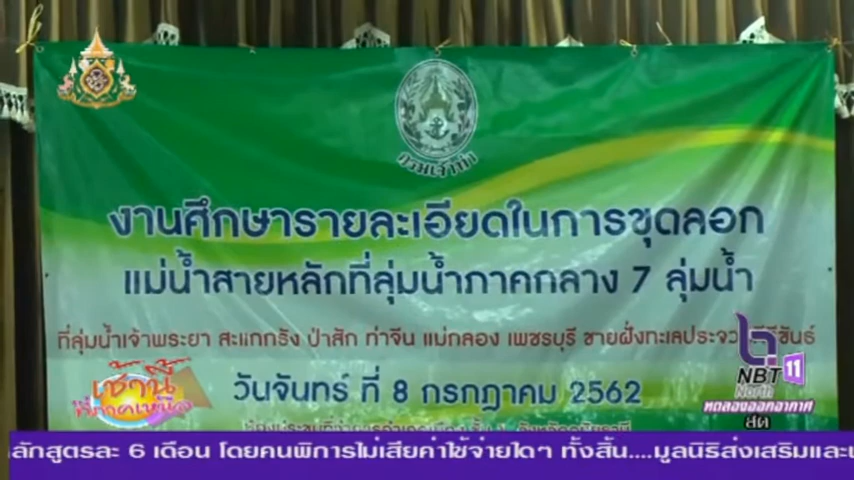 กรมเจ้าท่า
งานศึกษารายละเอียดในการขุดลอก
แม่น้ำสายหลักที่ลุ่มน้ำภาคกลาง 7 ลุ่มน้ำ
ที่ลุ่มน้ำเจ้าพระยา สะแกกรัง ป่าสัก ท่าจีน แม่กลอง เพชรบุรี ชายฝั่งทะเลประจวบคีรีขันธ์
วันจันทร์ ที่ 8 กรกฎาคม 2562
เช้านี้
ที่ภาคเหนือ
NBT 11
North
ทดลองออกอากาศ
สด
ลักสูตรละ 6 เดือน โดยคนพิการไม่เสียค่าใช้จ่ายใดๆ ทั้งสิ้น....มูลนิธิส่งเสริมและ